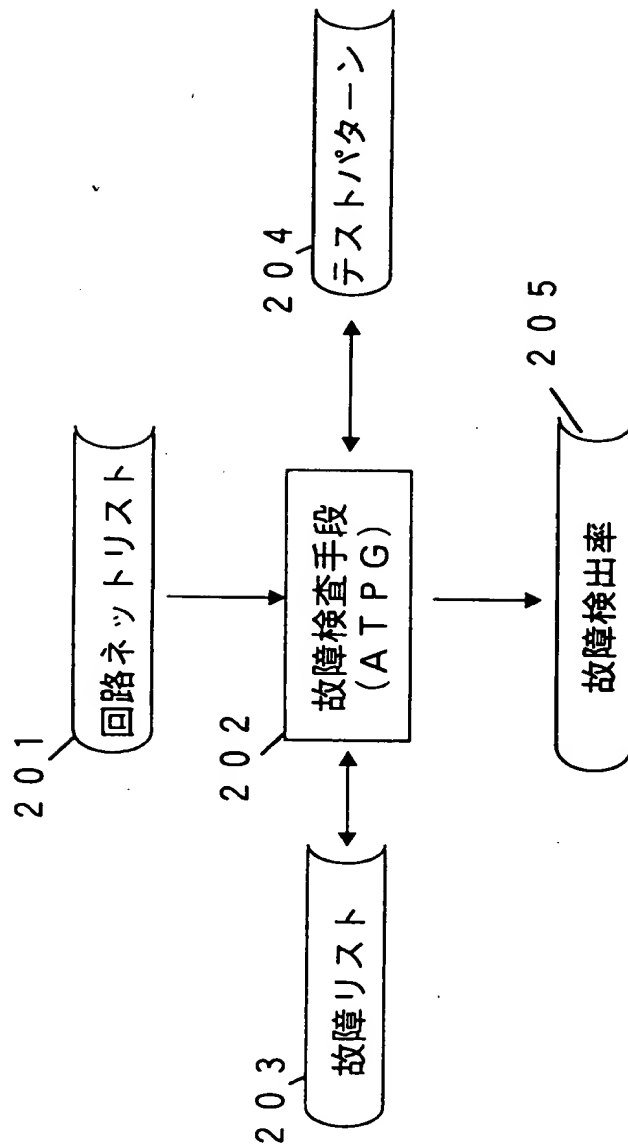 ２０１
回路ネットリスト
２０２
故障検査手段
（ＡＴＰＧ）
２０３
故障リスト
２０４
テストパターン
２０５
故障検出率